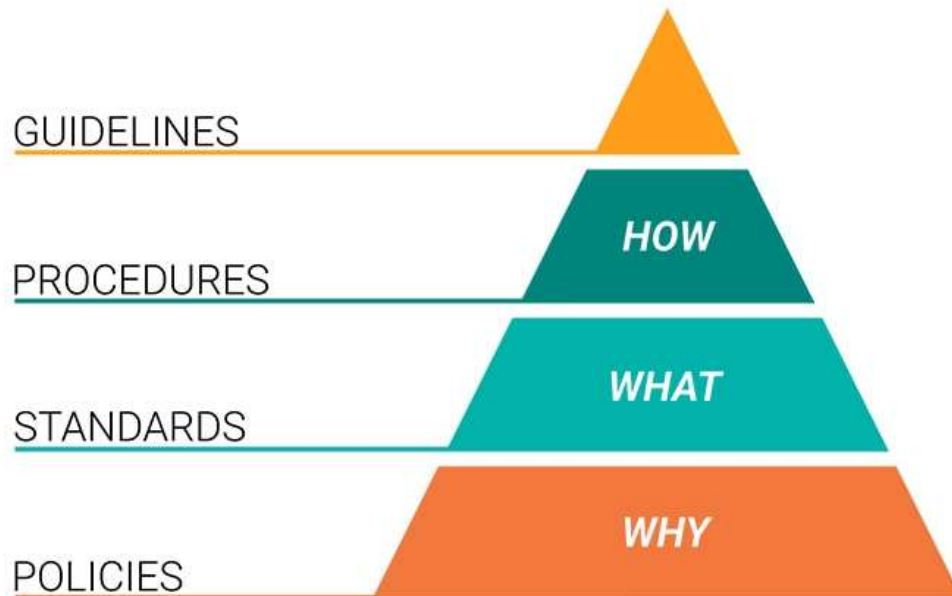 GUIDELINES
PROCEDURES
HOW
STANDARDS
WHAT
POLICIES
WHY